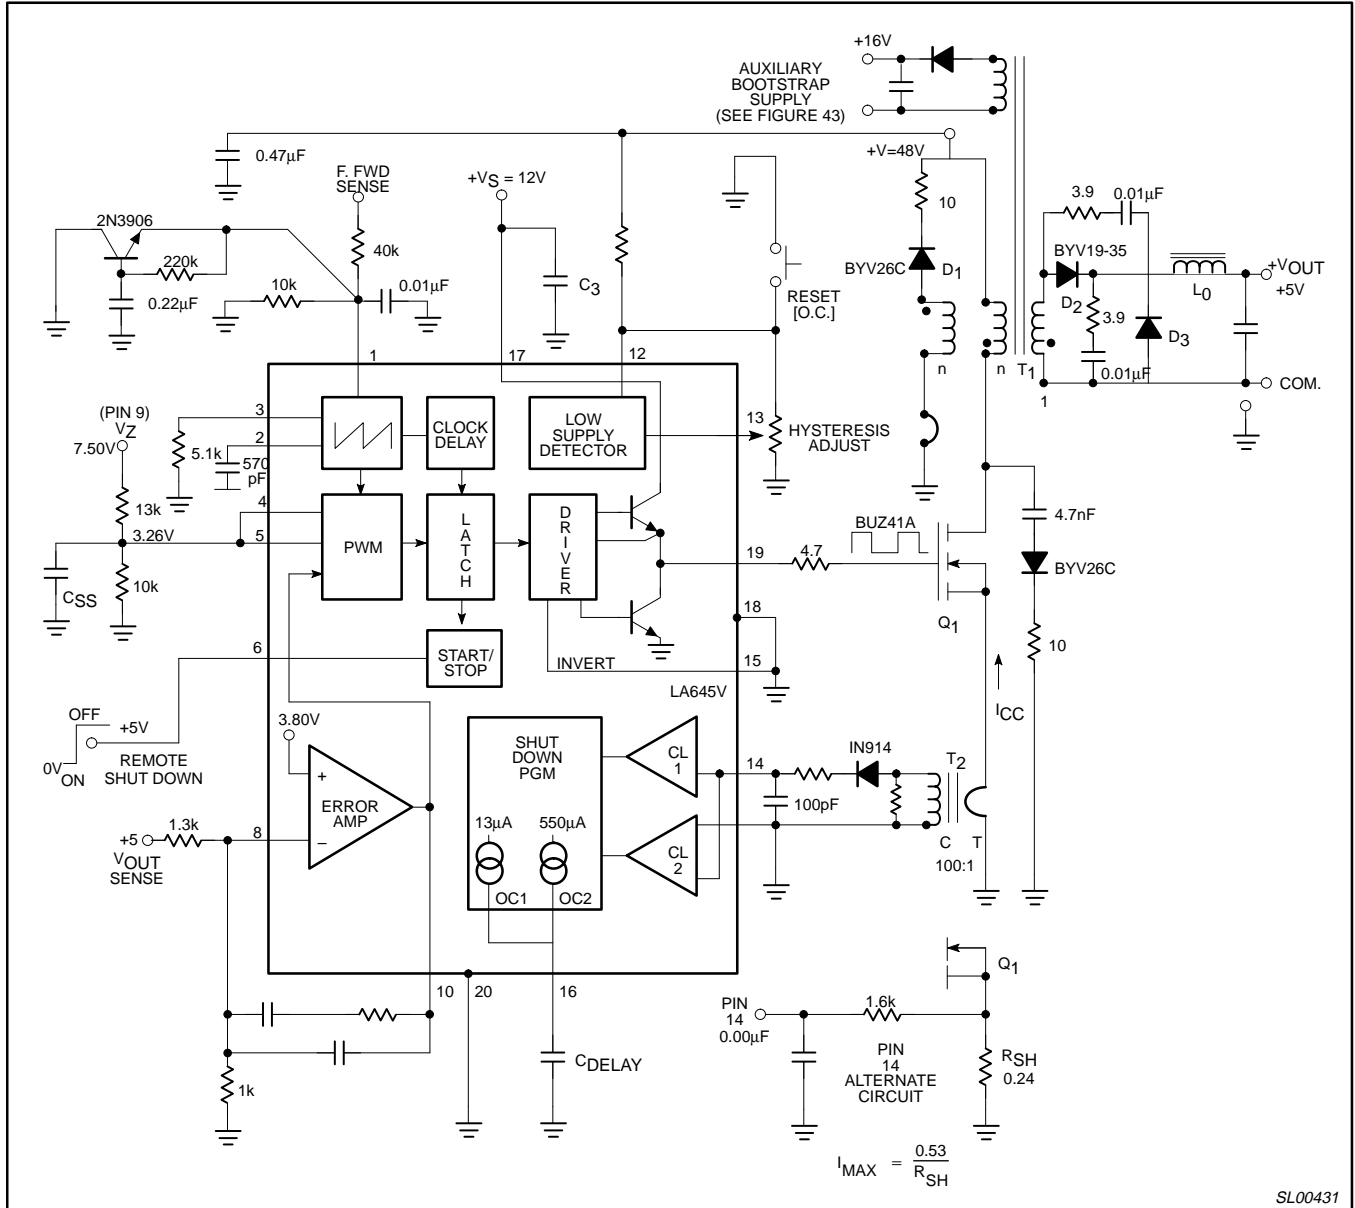 +16V
AUXILIARY
BOOTSTRAP
SUPPLY
(SEE FIGURE 43)
0.47μF
F. FWD
SENSE
+VS = 12V
+V=48V
10
3.9
0.01μF
2N3906
40k
220k
0.22μF
10k
0.01μF
C3
RESET
[O.C.]
BYV26C
D1
BYV19-35
D2
3.9
0.01μF
D3
L0
+VOUT
+5V
n
n
T1
1
COM.
1
17
12
(PIN 9)
VZ
7.50V
3
2
5.1k
570
pF
CLOCK
DELAY
LOW
SUPPLY
DETECTOR
13
HYSTERESIS
ADJUST
13k
4
3.26V
5
PWM
LATCH
DRIVER
BUZ41A
19
4.7
4.7nF
BYV26C
CSS
10k
Q1
18
10
6
START/
STOP
INVERT
15
LA645V
ICC
OFF
+5V
0V
ON
REMOTE
SHUT DOWN
3.80V
+
ERROR
AMP
−
SHUT
DOWN
PGM
CL
1
14
IN914
T2
100pF
13μA
550μA
CL
2
C
T
100:1
OC1
OC2
+5
1.3k
8
VOUT
SENSE
10
20
16
1k
CDELAY
Q1
PIN
14
0.00μF
1.6k
PIN
14
ALTERNATE
CIRCUIT
RSH
0.24
IMAX = 0.53
RSH
SL00431